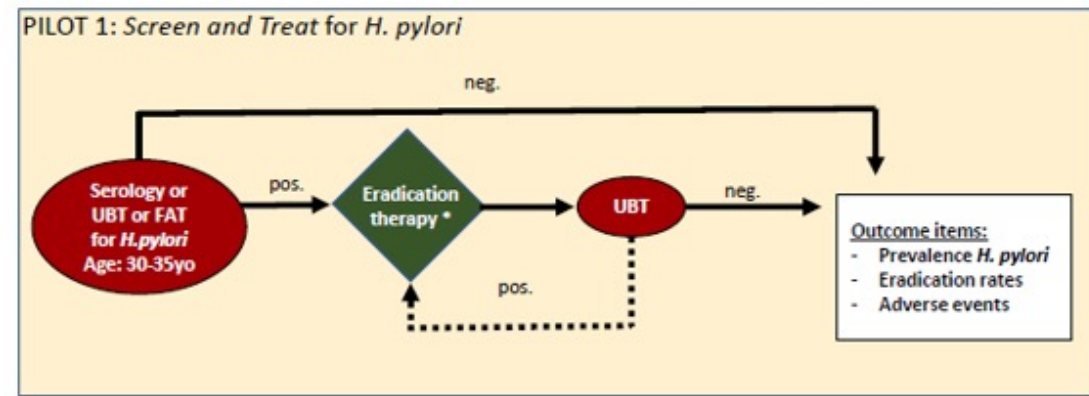 PILOT 1: Screen and Treat for H. pylori
neg.
Serology or
UBT or FAT
for H.pylori
Age: 30-35yo
pos.
Eradication
therapy *
UBT
neg.
pos.
Outcome items:
- Prevalence H. pylori
- Eradication rates
- Adverse events